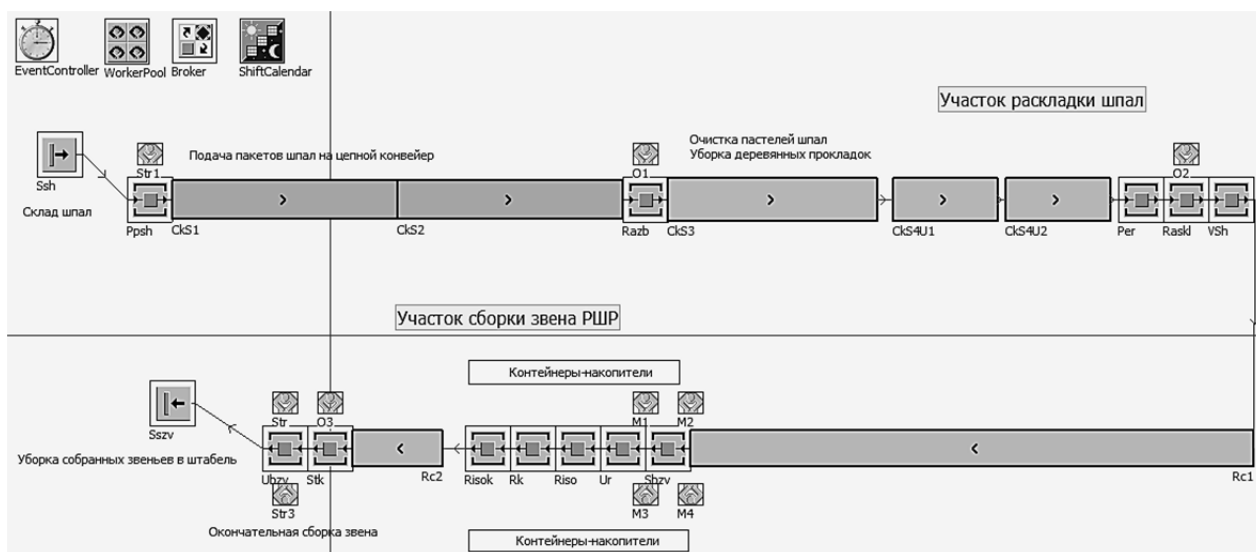 EventController WorkerPool Broker ShiftCalendar
Участок раскладки шпал
Очистка пастелей шпал
Уборка деревянных прокладок
Str1
Подача пакетов шпал на цепной конвейер
O1
O2
Ssh
Склад шпал
Ppsh CkS1 CkS2 Razb CkS3 CkS4U1 CkS4U2 Per Raskl VSh
Участок сборки звена РШР
Контейнеры-накопители
Str O3 M1 M2
Sszv
Уборка собранных звеньев в штабель
Ubzv Stk Rc2 Risok Rk Riso Ur Sbzv Rc1
Str3 M3 M4
Окончательная сборка звена
Контейнеры-накопители